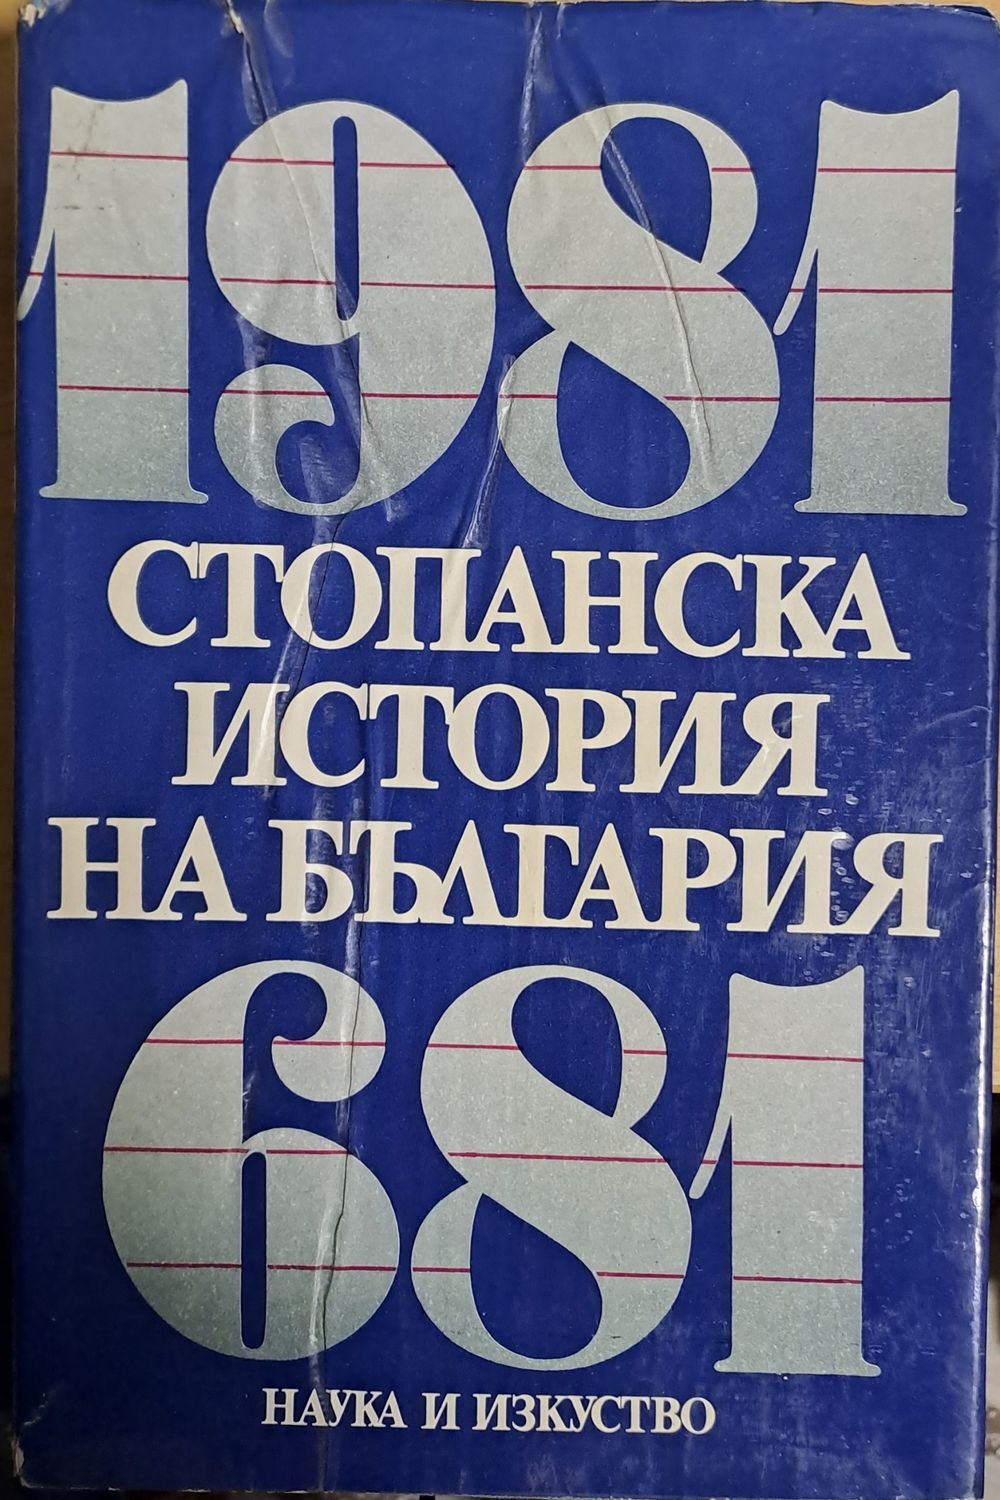 1981
СТОПАНСКА
ИСТОРИЯ
НА БЪЛГАРИЯ
681
НАУКА И ИЗКУСТВО